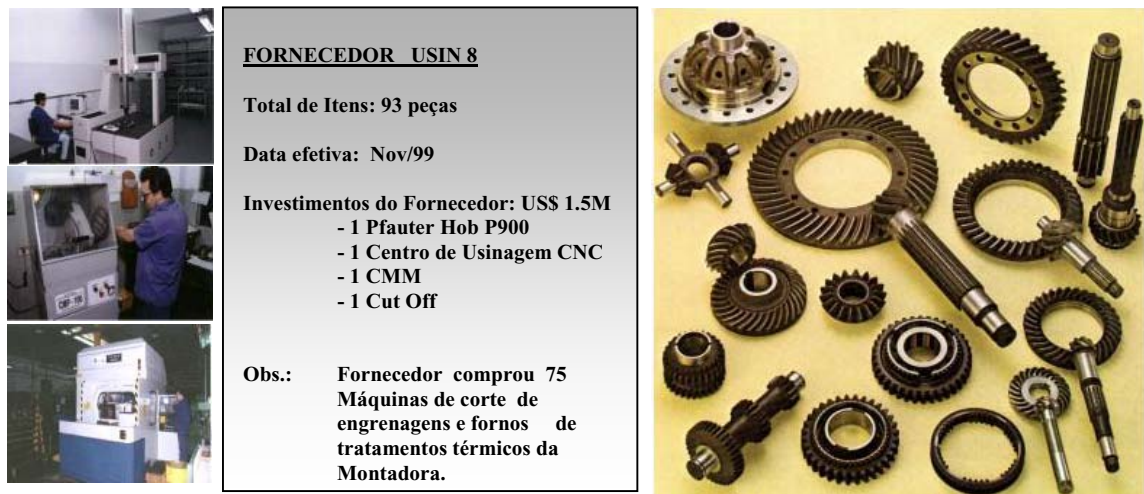 FORNECEDOR USIN 8
Total de Itens: 93 peças
Data efetiva: Nov/99
Investimentos do Fornecedor: US$ 1.5M
- 1 Pfauter Hob P900
- 1 Centro de Usinagem CNC
- 1 CMM
- 1 Cut Off
Obs.: Fornecedor comprou 75
Máquinas de corte de
engrenagens e fornos de
tratamentos térmicos da
Montadora.